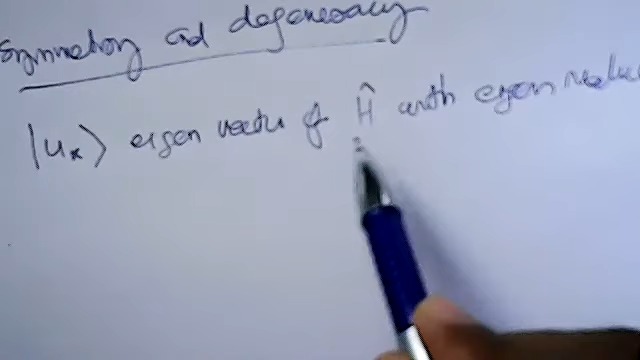 Symmetry and degeneracy
|uₓ⟩ eigen vector of Ĥ with eigen value